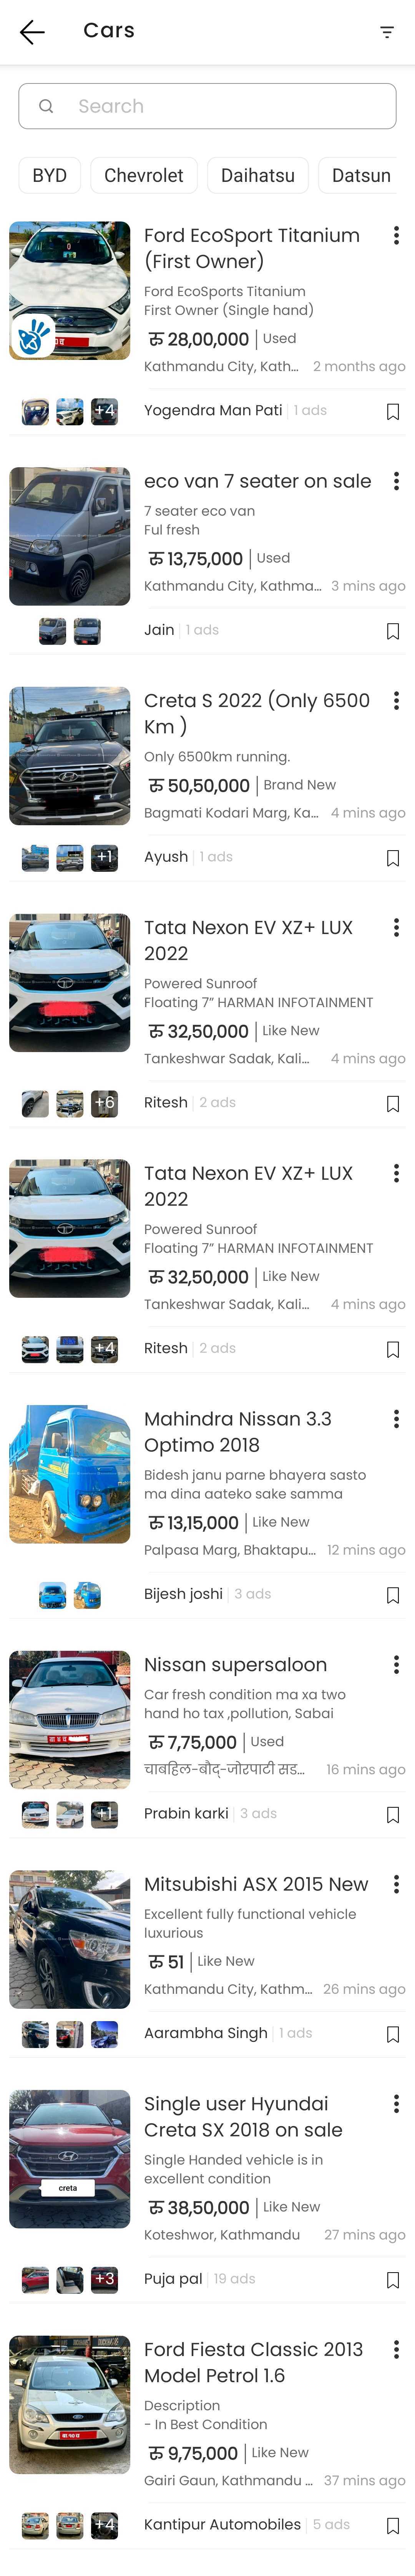 Cars
Search
BYD Chevrolet Daihatsu Datsun
Ford EcoSport Titanium
(First Owner)
Ford EcoSports Titanium
First Owner (Single hand)
रु 28,00,000 | Used
Kathmandu City, Kath... 2 months ago
+4 Yogendra Man Pati | 1 ads
eco van 7 seater on sale
7 seater eco van
Ful fresh
रु 13,75,000 | Used
Kathmandu City, Kathma... 3 mins ago
Jain | 1 ads
Creta S 2022 (Only 6500
Km )
Only 6500km running.
रु 50,50,000 | Brand New
Bagmati Kodari Marg, Ka... 4 mins ago
+1 Ayush | 1 ads
Tata Nexon EV XZ+ LUX
2022
Powered Sunroof
Floating 7” HARMAN INFOTAINMENT
रु 32,50,000 | Like New
Tankeshwar Sadak, Kali... 4 mins ago
+6 Ritesh | 2 ads
Tata Nexon EV XZ+ LUX
2022
Powered Sunroof
Floating 7” HARMAN INFOTAINMENT
रु 32,50,000 | Like New
Tankeshwar Sadak, Kali... 4 mins ago
+4 Ritesh | 2 ads
Mahindra Nissan 3.3
Optimo 2018
Bidesh janu parne bhayera sasto
ma dina aateko sake samma
रु 13,15,000 | Like New
Palpasa Marg, Bhaktapu... 12 mins ago
Bijesh joshi | 3 ads
Nissan supersaloon
Car fresh condition ma xa two
hand ho tax ,pollution, Sabai
रु 7,75,000 | Used
चाबहिल-बौद्-जोरपाटी सड... 16 mins ago
+1 Prabin karki | 3 ads
Mitsubishi ASX 2015 New
Excellent fully functional vehicle
luxurious
रु 51 | Like New
Kathmandu City, Kathm... 26 mins ago
Aarambha Singh | 1 ads
Single user Hyundai
Creta SX 2018 on sale
Single Handed vehicle is in
excellent condition
creta
रु 38,50,000 | Like New
Koteshwor, Kathmandu 27 mins ago
+3 Puja pal | 19 ads
Ford Fiesta Classic 2013
Model Petrol 1.6
Description
- In Best Condition
रु 9,75,000 | Like New
Gairi Gaun, Kathmandu ... 37 mins ago
+4 Kantipur Automobiles | 5 ads